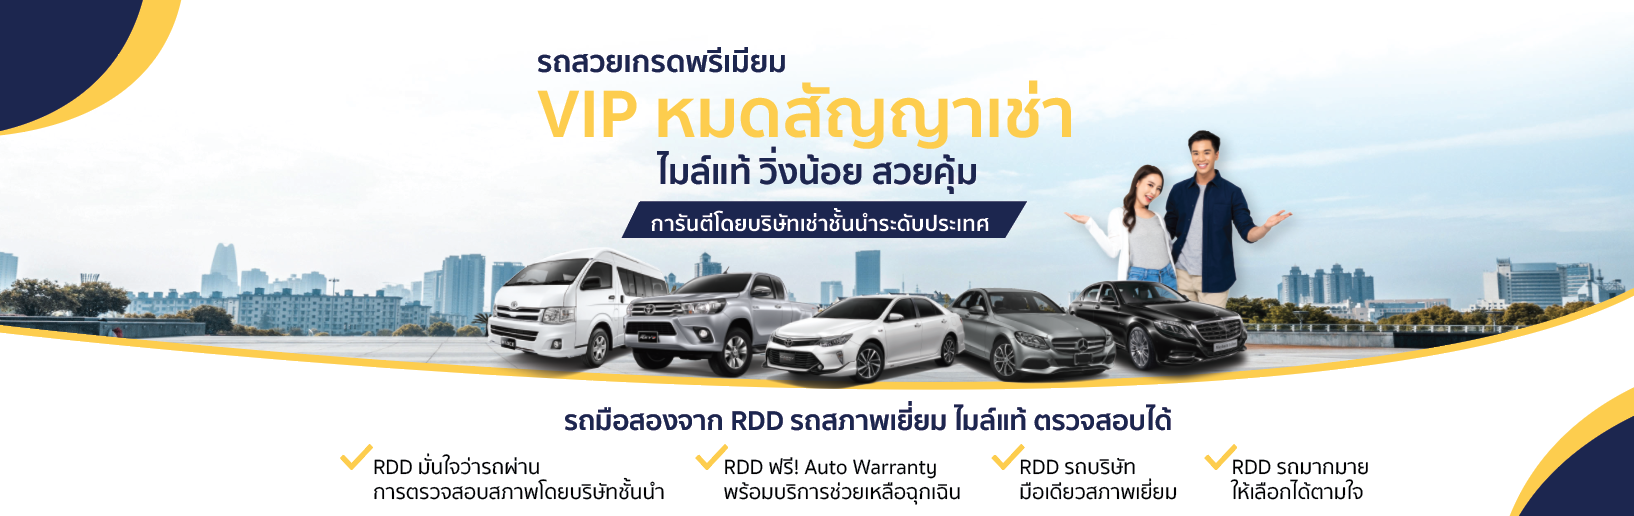 รถสวยเกรดพรีเมียม
VIP หมดสัญญาเช่า
ไมล์แท้ วิ่งน้อย สวยคุ้ม
การันตีโดยบริษัทเช่าชั้นนำระดับประเทศ
รถมือสองจาก RDD รถสภาพเยี่ยม ไมล์แท้ ตรวจสอบได้
RDD มั่นใจว่ารถผ่าน
การตรวจสอบสภาพโดยบริษัทชั้นนำ
RDD ฟรี! Auto Warranty
พร้อมบริการช่วยเหลือฉุกเฉิน
RDD รถบริษัท
มือเดียวสภาพเยี่ยม
RDD รถมากมาย
ให้เลือกได้ตามใจ